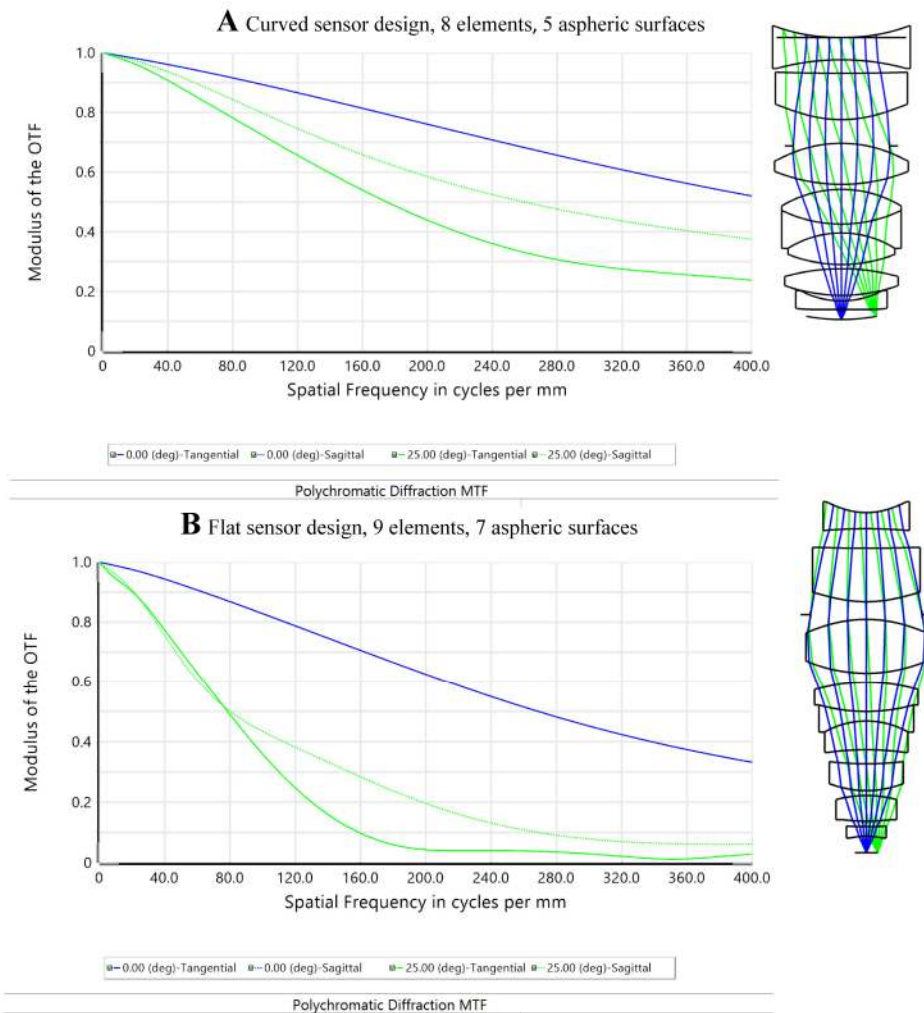 A Curved sensor design, 8 elements, 5 aspheric surfaces
1.0
0.8
0.6
0.4
0.2
0
Modulus of the OTF
0 40.0 80.0 120.0 160.0 200.0 240.0 280.0 320.0 360.0 400.0
Spatial Frequency in cycles per mm
0.00 (deg)-Tangential 0.00 (deg)-Sagittal 25.00 (deg)-Tangential 25.00 (deg)-Sagittal
Polychromatic Diffraction MTF
B Flat sensor design, 9 elements, 7 aspheric surfaces
1.0
0.8
0.6
0.4
0.2
0
Modulus of the OTF
0 40.0 80.0 120.0 160.0 200.0 240.0 280.0 320.0 360.0 400.0
Spatial Frequency in cycles per mm
0.00 (deg)-Tangential 0.00 (deg)-Sagittal 25.00 (deg)-Tangential 25.00 (deg)-Sagittal
Polychromatic Diffraction MTF